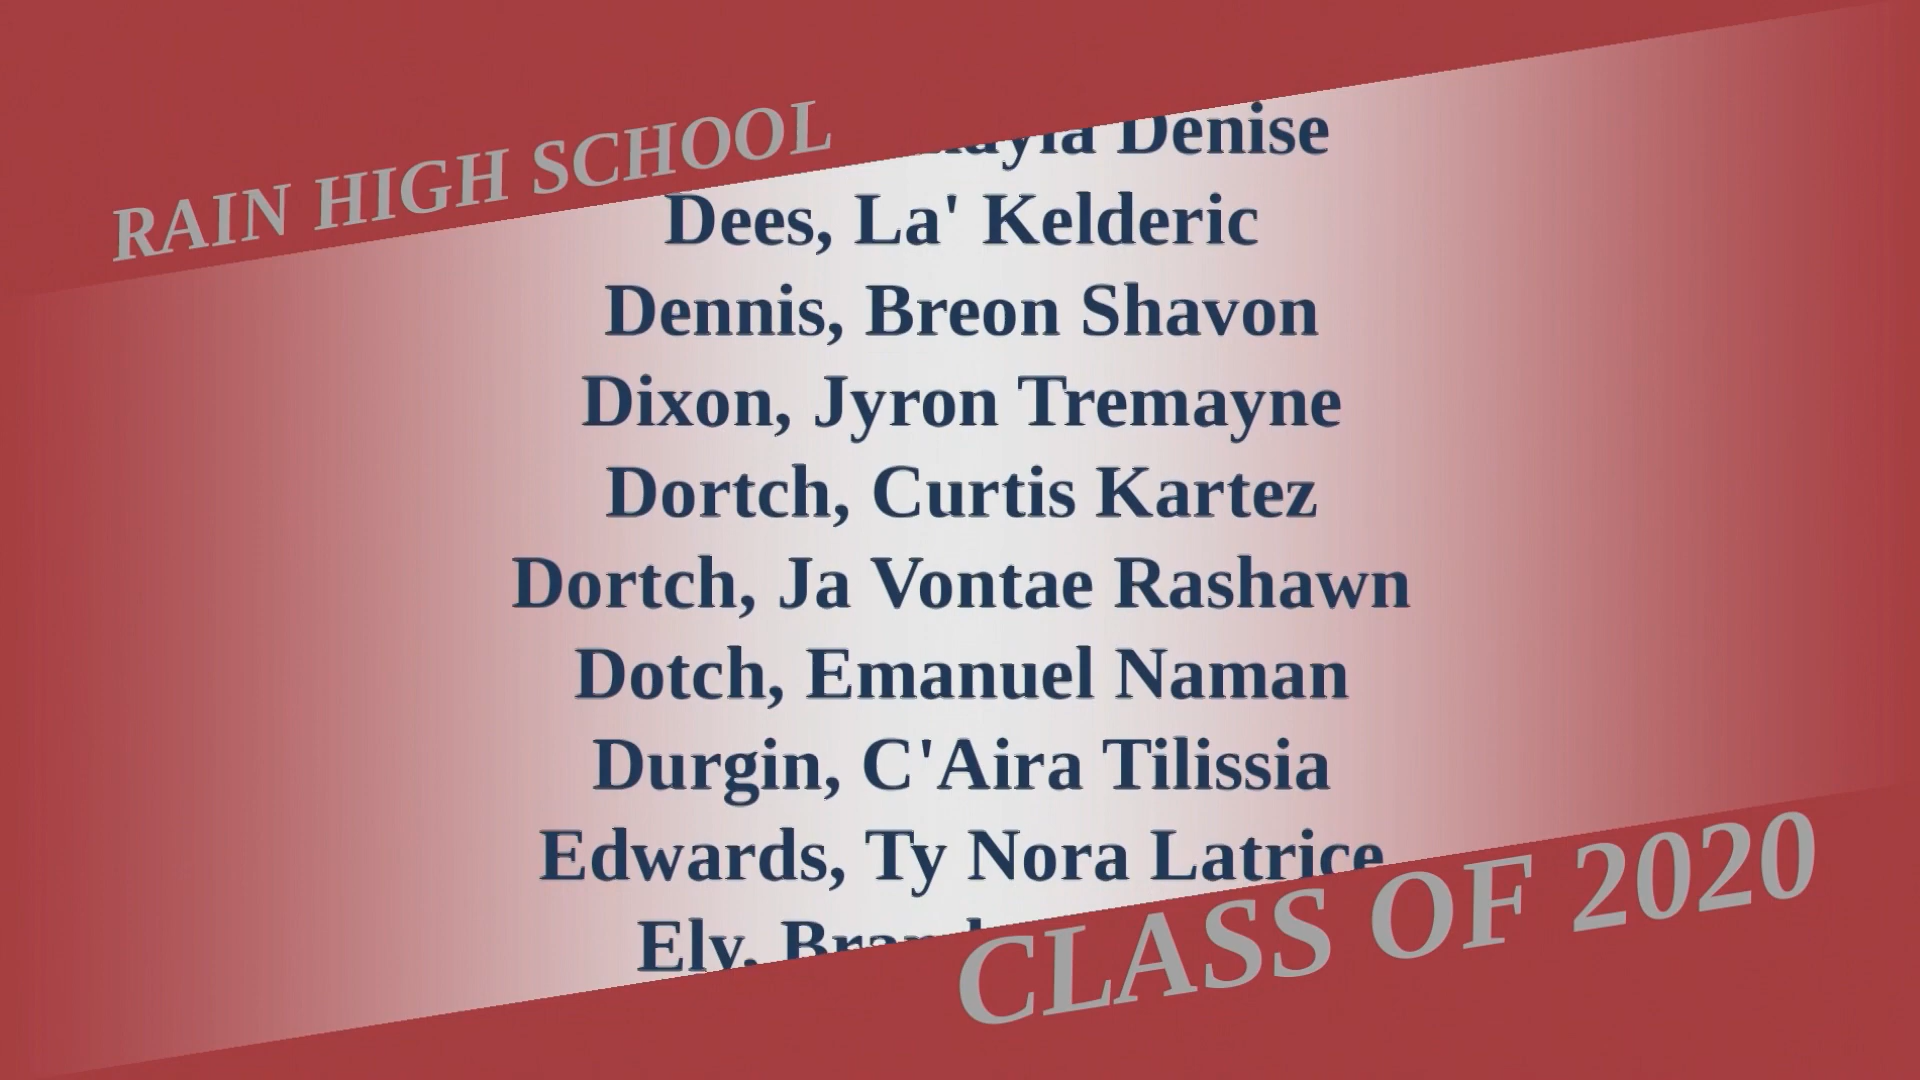 RAIN HIGH SCHOOL
Denise
Dees, La' Kelderic
Dennis, Breon Shavon
Dixon, Jyron Tremayne
Dortch, Curtis Kartez
Dortch, Ja Vontae Rashawn
Dotch, Emanuel Naman
Durgin, C'Aira Tilissia
Edwards, Ty Nora Latrice
Ely,
CLASS OF 2020